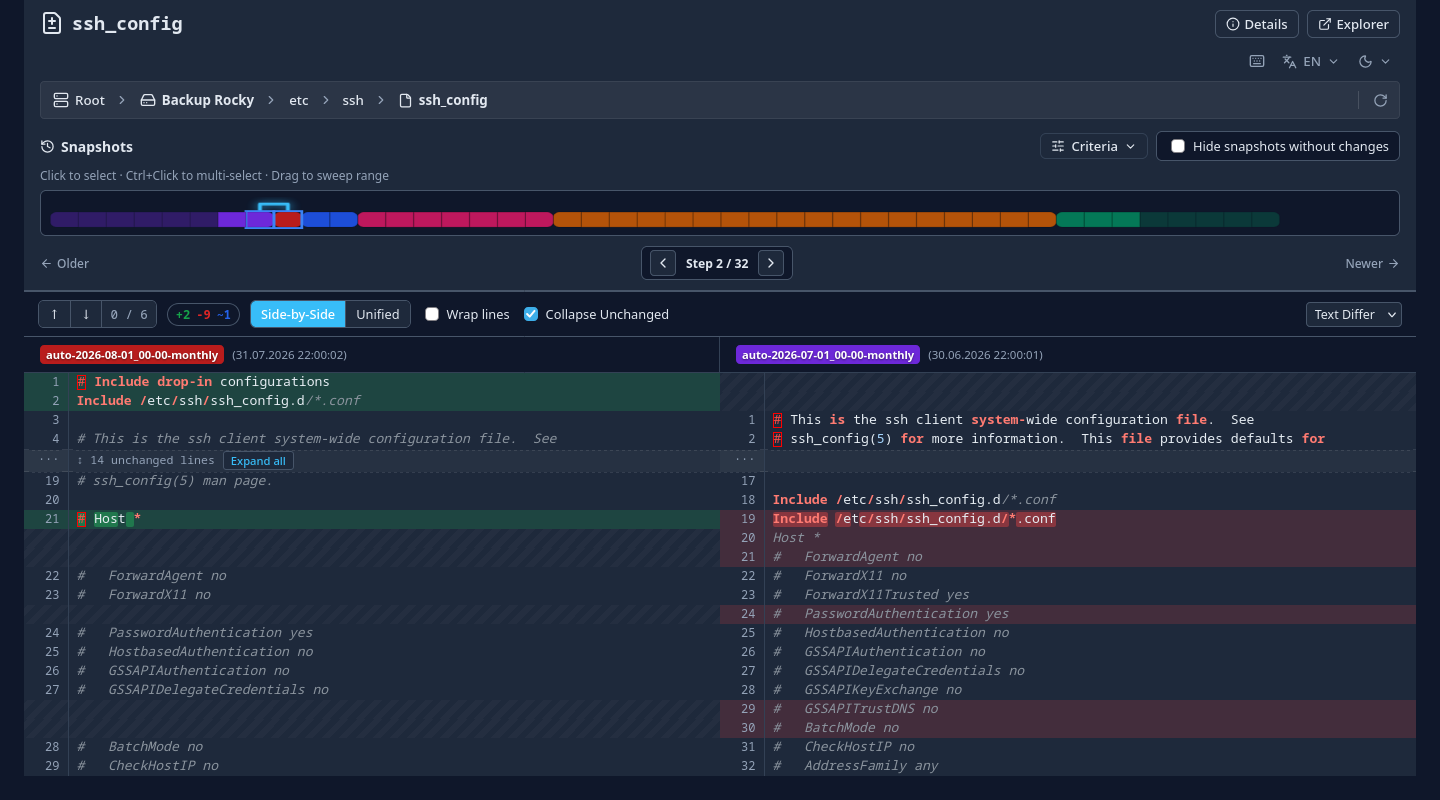 ssh_config
Details
Explorer
EN
Root
Backup Rocky
etc
ssh
ssh_config
Snapshots
Criteria
Hide snapshots without changes
Click to select · Ctrl+Click to multi-select · Drag to sweep range
← Older
Step 2 / 32
Newer →
↑ ↓ 0 / 6
+2 -9 ~1
Side-by-Side
Unified
Wrap lines
Collapse Unchanged
Text Differ
auto-2026-08-01_00-00-monthly (31.07.2026 22:00:02)
1 # Include drop-in configurations
2 Include /etc/ssh/ssh_config.d/*.conf
3
4 # This is the ssh client system-wide configuration file.  See
··· ↕ 14 unchanged lines Expand all
19 # ssh_config(5) man page.
20
21 # Host *
22 #   ForwardAgent no
23 #   ForwardX11 no
24 #   PasswordAuthentication yes
25 #   HostbasedAuthentication no
26 #   GSSAPIAuthentication no
27 #   GSSAPIDelegateCredentials no
28 #   BatchMode no
29 #   CheckHostIP no
auto-2026-07-01_00-00-monthly (30.06.2026 22:00:01)
1 # This is the ssh client system-wide configuration file.  See
2 # ssh_config(5) for more information.  This file provides defaults for
···
17
18 Include /etc/ssh/ssh_config.d/*.conf
19 Include /etc/ssh/ssh_config.d/*.conf
20 Host *
21 #   ForwardAgent no
22 #   ForwardX11 no
23 #   ForwardX11Trusted yes
24 #   PasswordAuthentication yes
25 #   HostbasedAuthentication no
26 #   GSSAPIAuthentication no
27 #   GSSAPIDelegateCredentials no
28 #   GSSAPIKeyExchange no
29 #   GSSAPITrustDNS no
30 #   BatchMode no
31 #   CheckHostIP no
32 #   AddressFamily any